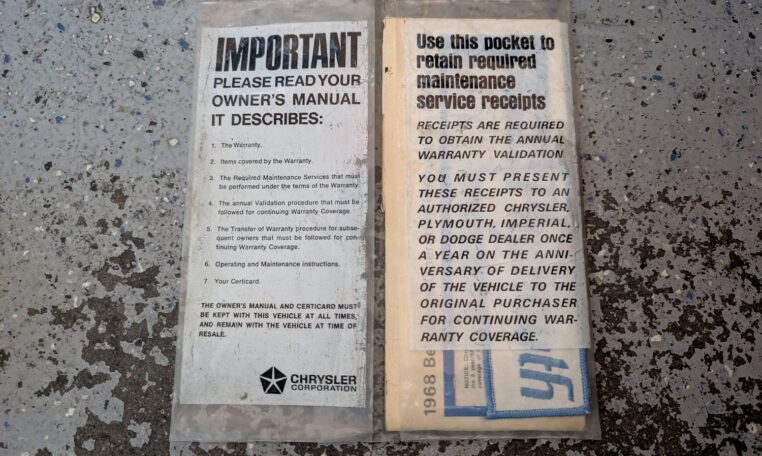 IMPORTANT
PLEASE READ YOUR
OWNER'S MANUAL
IT DESCRIBES:
1. The Warranty.
2. Items covered by the Warranty.
3. The Required Maintenance Services that must
be performed under the terms of the Warranty
4. The annual Validation procedure that must be
followed for continuing Warranty Coverage.
5. The Transfer of Warranty procedure for subse-
quent owners that must be followed for con-
tinuing Warranty Coverage.
6. Operating and Maintenance instructions.
7 Your Certicard.
THE OWNER'S MANUAL AND CERTICARD MUST
BE KEPT WITH THIS VEHICLE AT ALL TIMES,
AND REMAIN WITH THE VEHICLE AT TIME OF
RESALE.
CHRYSLER
CORPORATION
Use this pocket to
retain required
maintenance
service receipts
RECEIPTS ARE REQUIRED
TO OBTAIN THE ANNUAL
WARRANTY VALIDATION
YOU MUST PRESENT
THESE RECEIPTS TO AN
AUTHORIZED CHRYSLER,
PLYMOUTH, IMPERIAL,
OR DODGE DEALER ONCE
A YEAR ON THE ANNI-
VERSARY OF DELIVERY
OF THE VEHICLE TO THE
ORIGINAL PURCHASER
FOR CONTINUING WAR-
RANTY COVERAGE.
1968 Be
NOTICE:
th